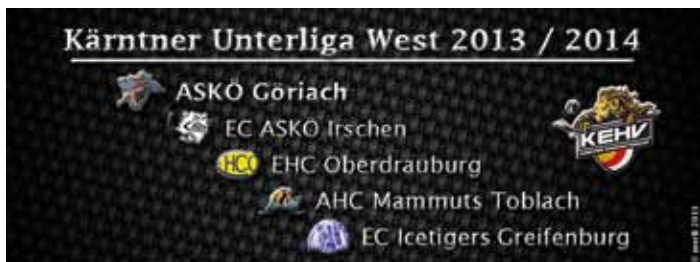 Kärntner Unterliga West 2013 / 2014
ASKÖ Göriach
EC ASKÖ Irschen
KEHV
HCO
EHC Oberdrauburg
AHC Mammuts Toblach
EC Icetigers Greifenburg